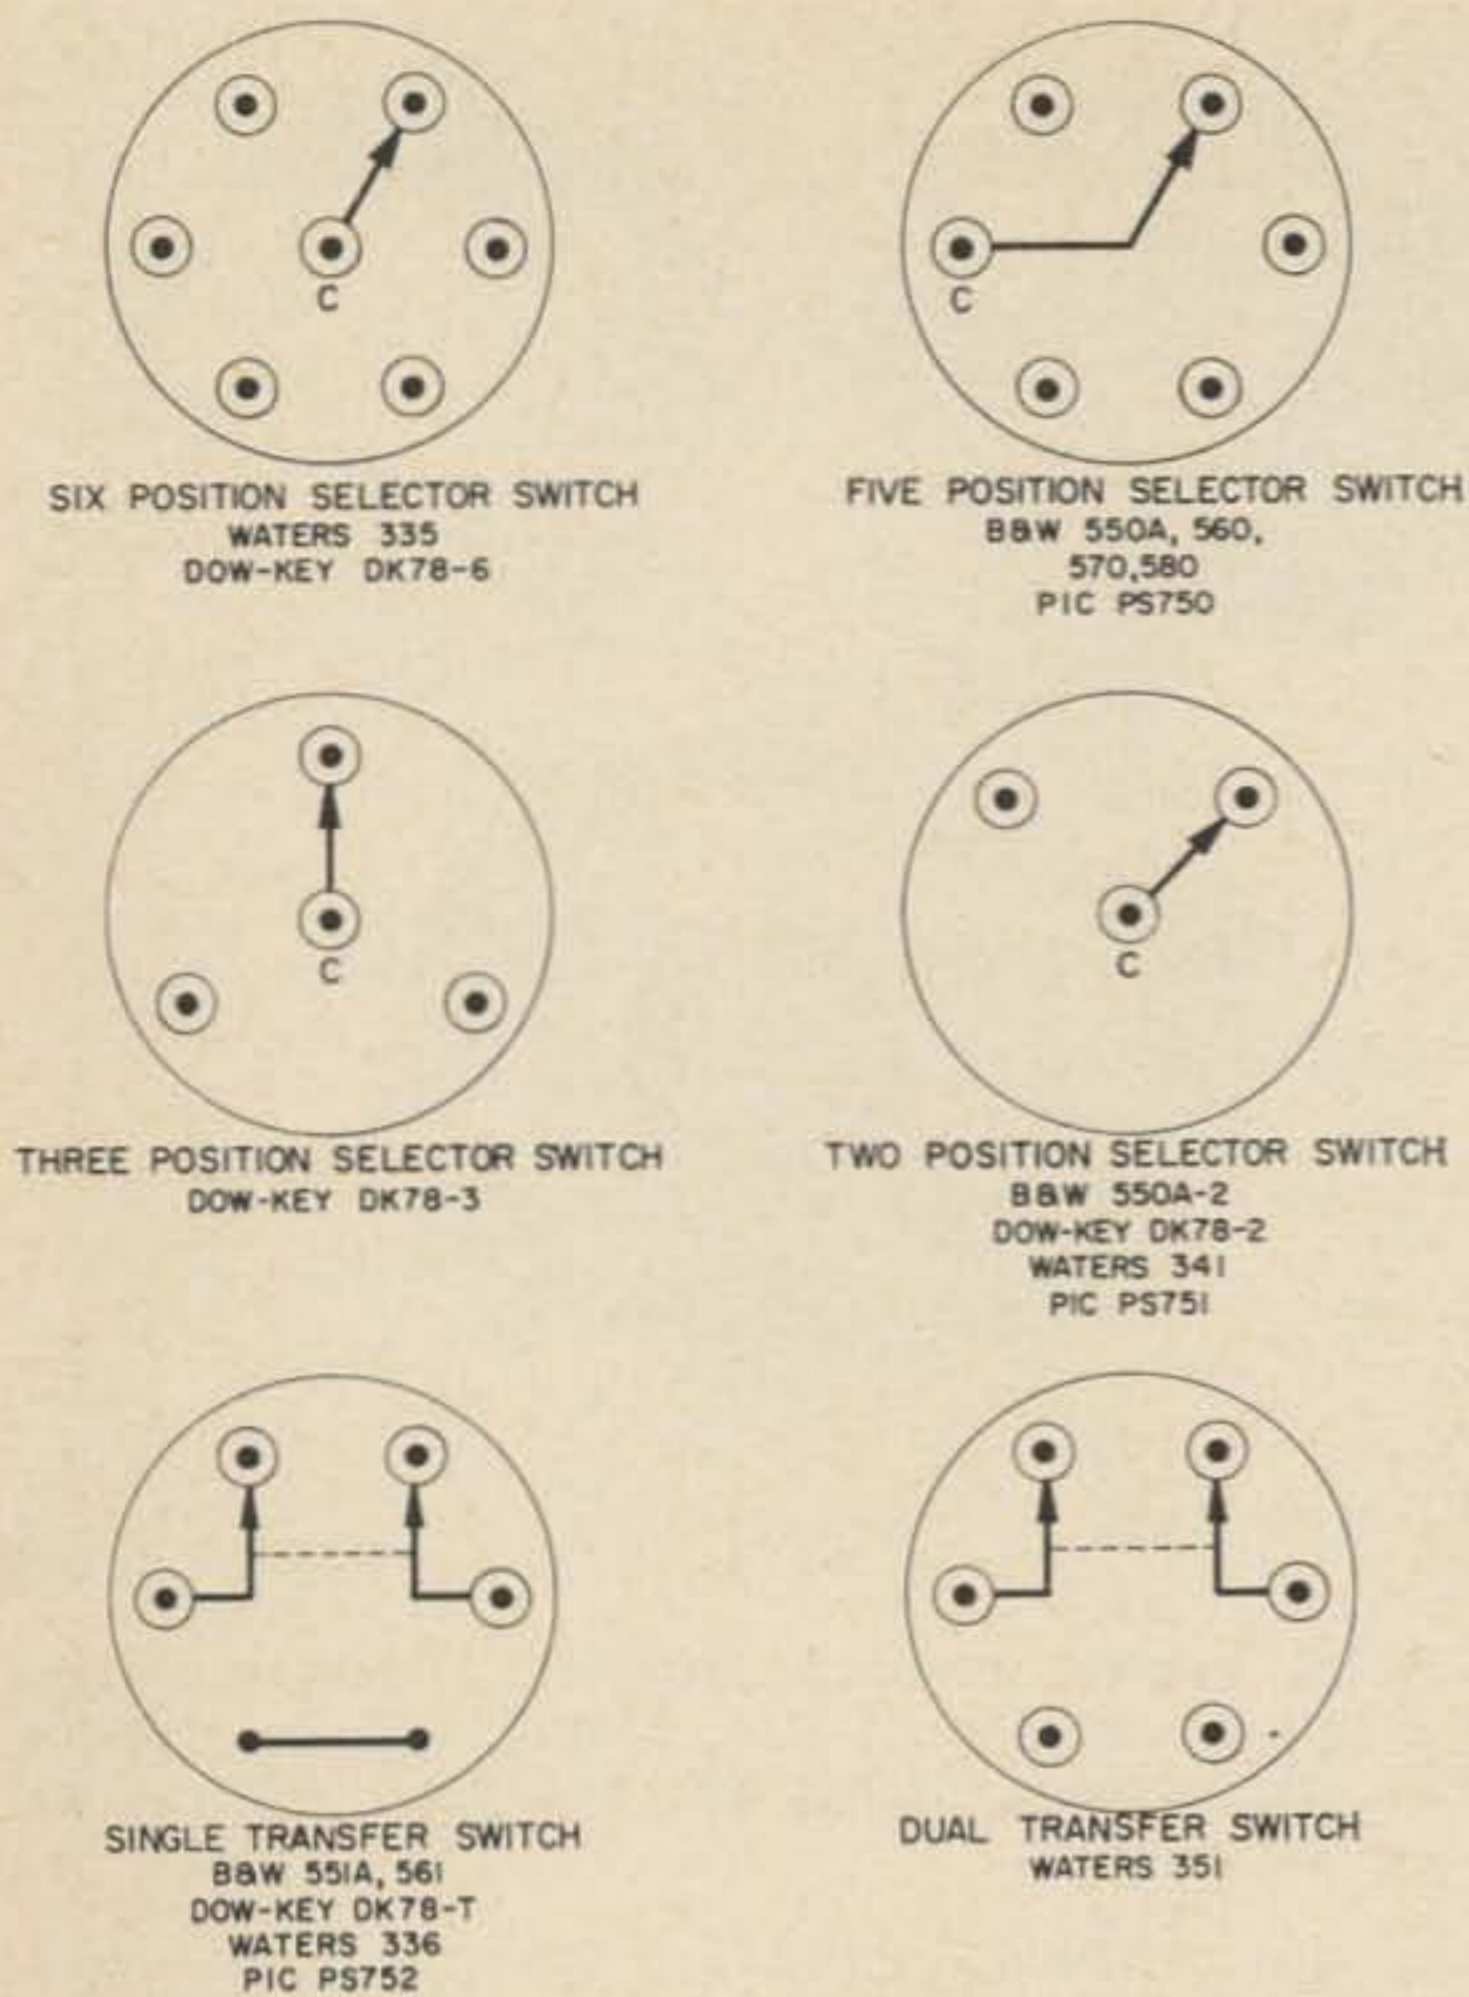 C
SIX POSITION SELECTOR SWITCH
WATERS 335
DOW-KEY DK78-6
C
FIVE POSITION SELECTOR SWITCH
B&W 550A, 560,
570,580
PIC PS750
C
THREE POSITION SELECTOR SWITCH
DOW-KEY DK78-3
C
TWO POSITION SELECTOR SWITCH
B&W 550A-2
DOW-KEY DK78-2
WATERS 341
PIC PS751
SINGLE TRANSFER SWITCH
B&W 551A, 561
DOW-KEY DK78-T
WATERS 336
PIC PS752
DUAL TRANSFER SWITCH
WATERS 351